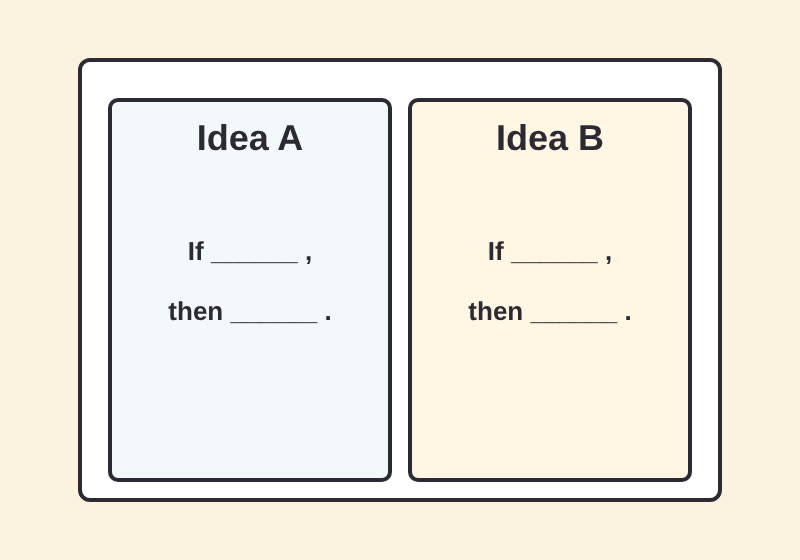 Idea A
If ______ ,
then ______ .
Idea B
If ______ ,
then ______ .